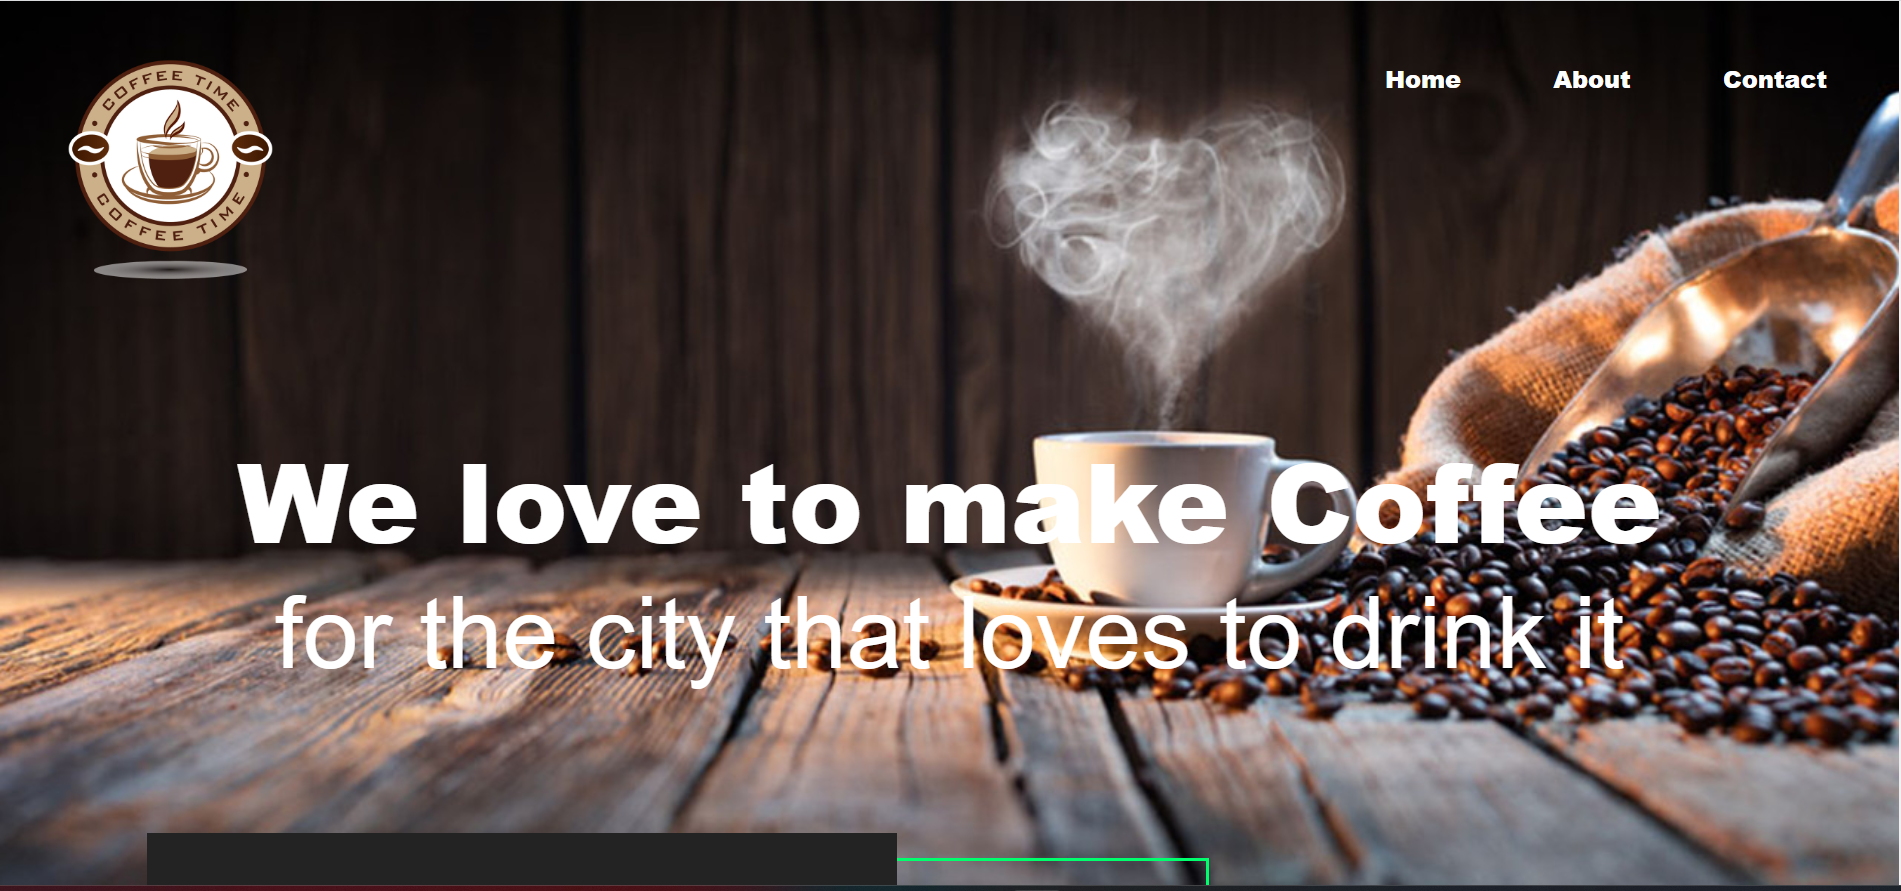 COFFEE TIME
COFFEE TIME
Home About Contact
We love to make Coffee
for the city that loves to drink it